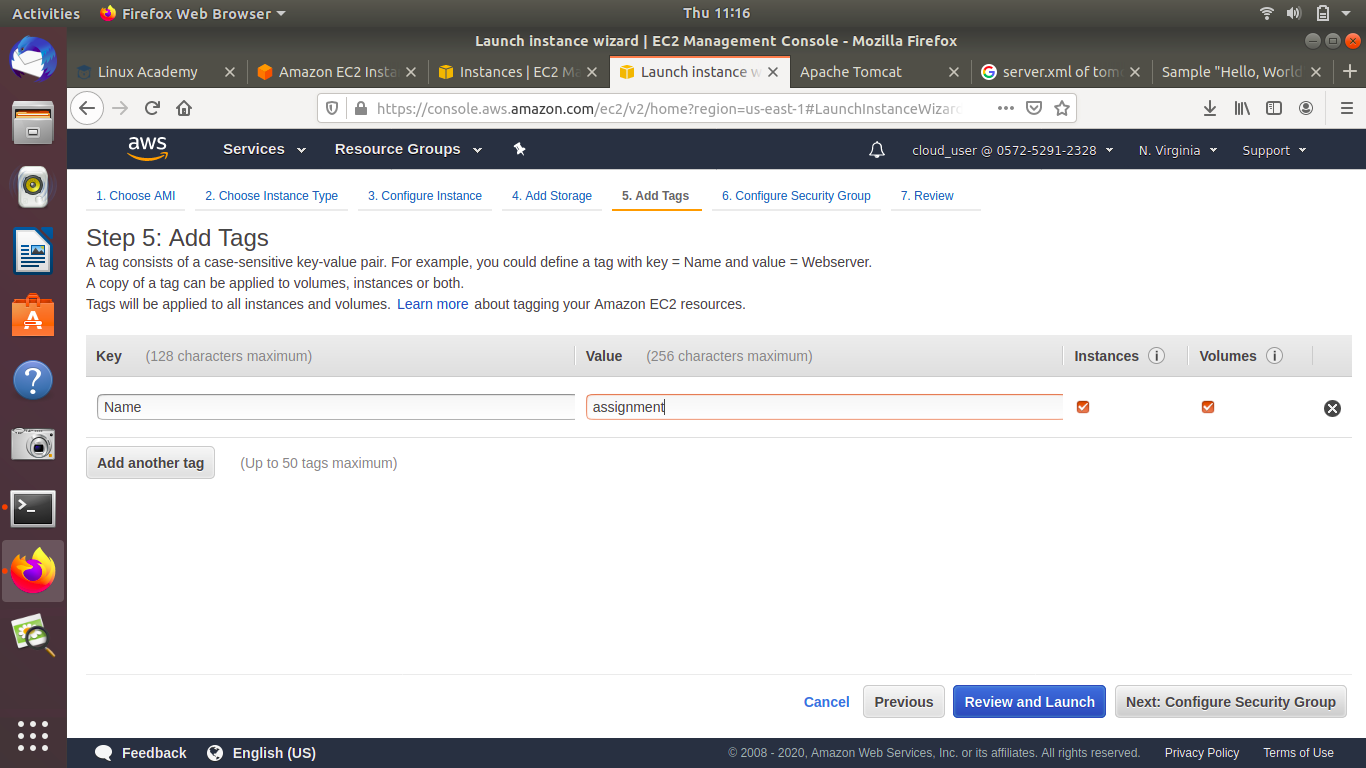 Activities Firefox Web Browser Thu 11:16
Launch instance wizard | EC2 Management Console - Mozilla Firefox
Linux Academy Amazon EC2 Insta Instances | EC2 Ma Launch instance w Apache Tomcat server.xml of tom Sample "Hello, World
https://console.aws.amazon.com/ec2/v2/home?region=us-east-1#LaunchInstanceWizard
aws Services Resource Groups cloud_user @ 0572-5291-2328 N. Virginia Support
1. Choose AMI 2. Choose Instance Type 3. Configure Instance 4. Add Storage 5. Add Tags 6. Configure Security Group 7. Review
Step 5: Add Tags
A tag consists of a case-sensitive key-value pair. For example, you could define a tag with key = Name and value = Webserver.
A copy of a tag can be applied to volumes, instances or both.
Tags will be applied to all instances and volumes. Learn more about tagging your Amazon EC2 resources.
Key (128 characters maximum) Value (256 characters maximum) Instances Volumes
Name assignment
Add another tag (Up to 50 tags maximum)
Cancel Previous Review and Launch Next: Configure Security Group
Feedback English (US) © 2008 - 2020, Amazon Web Services, Inc. or its affiliates. All rights reserved. Privacy Policy Terms of Use